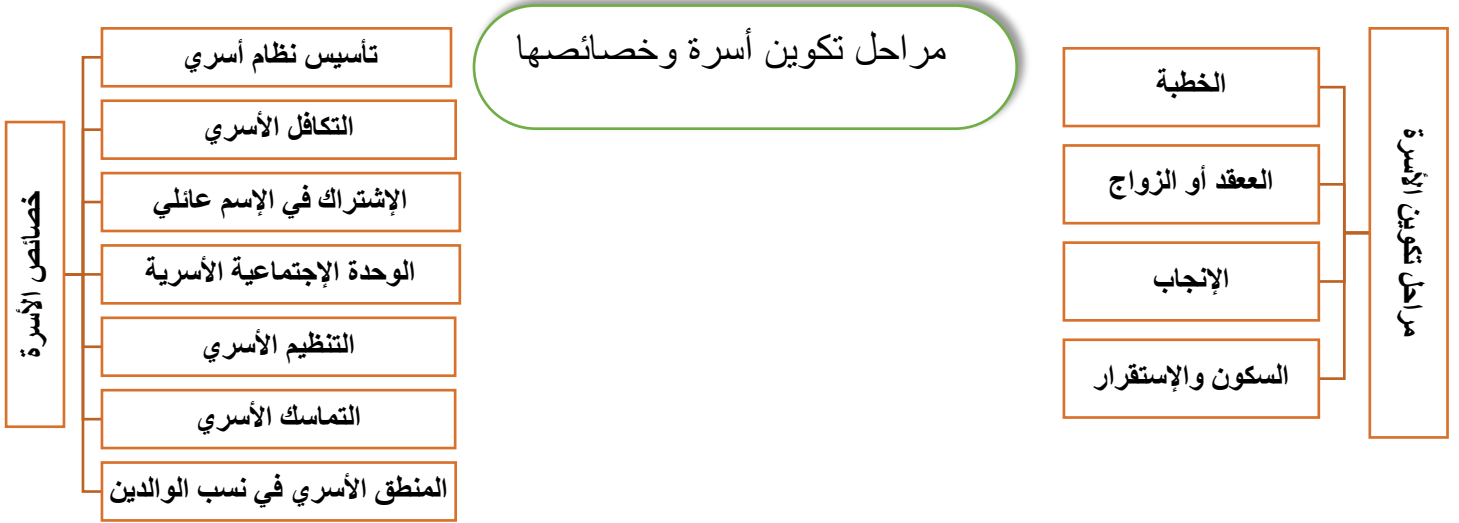 مراحل تكوين أسرة وخصائصها
مراحل تكوين الأسرة
الخطبة
الععقد أو الزواج
الإنجاب
السكون والإستقرار
خصائص الأسرة
تأسيس نظام أسري
التكافل الأسري
الإشتراك في الإسم عائلي
الوحدة الإجتماعية الأسرية
التنظيم الأسري
التماسك الأسري
المنطق الأسري في نسب الوالدين